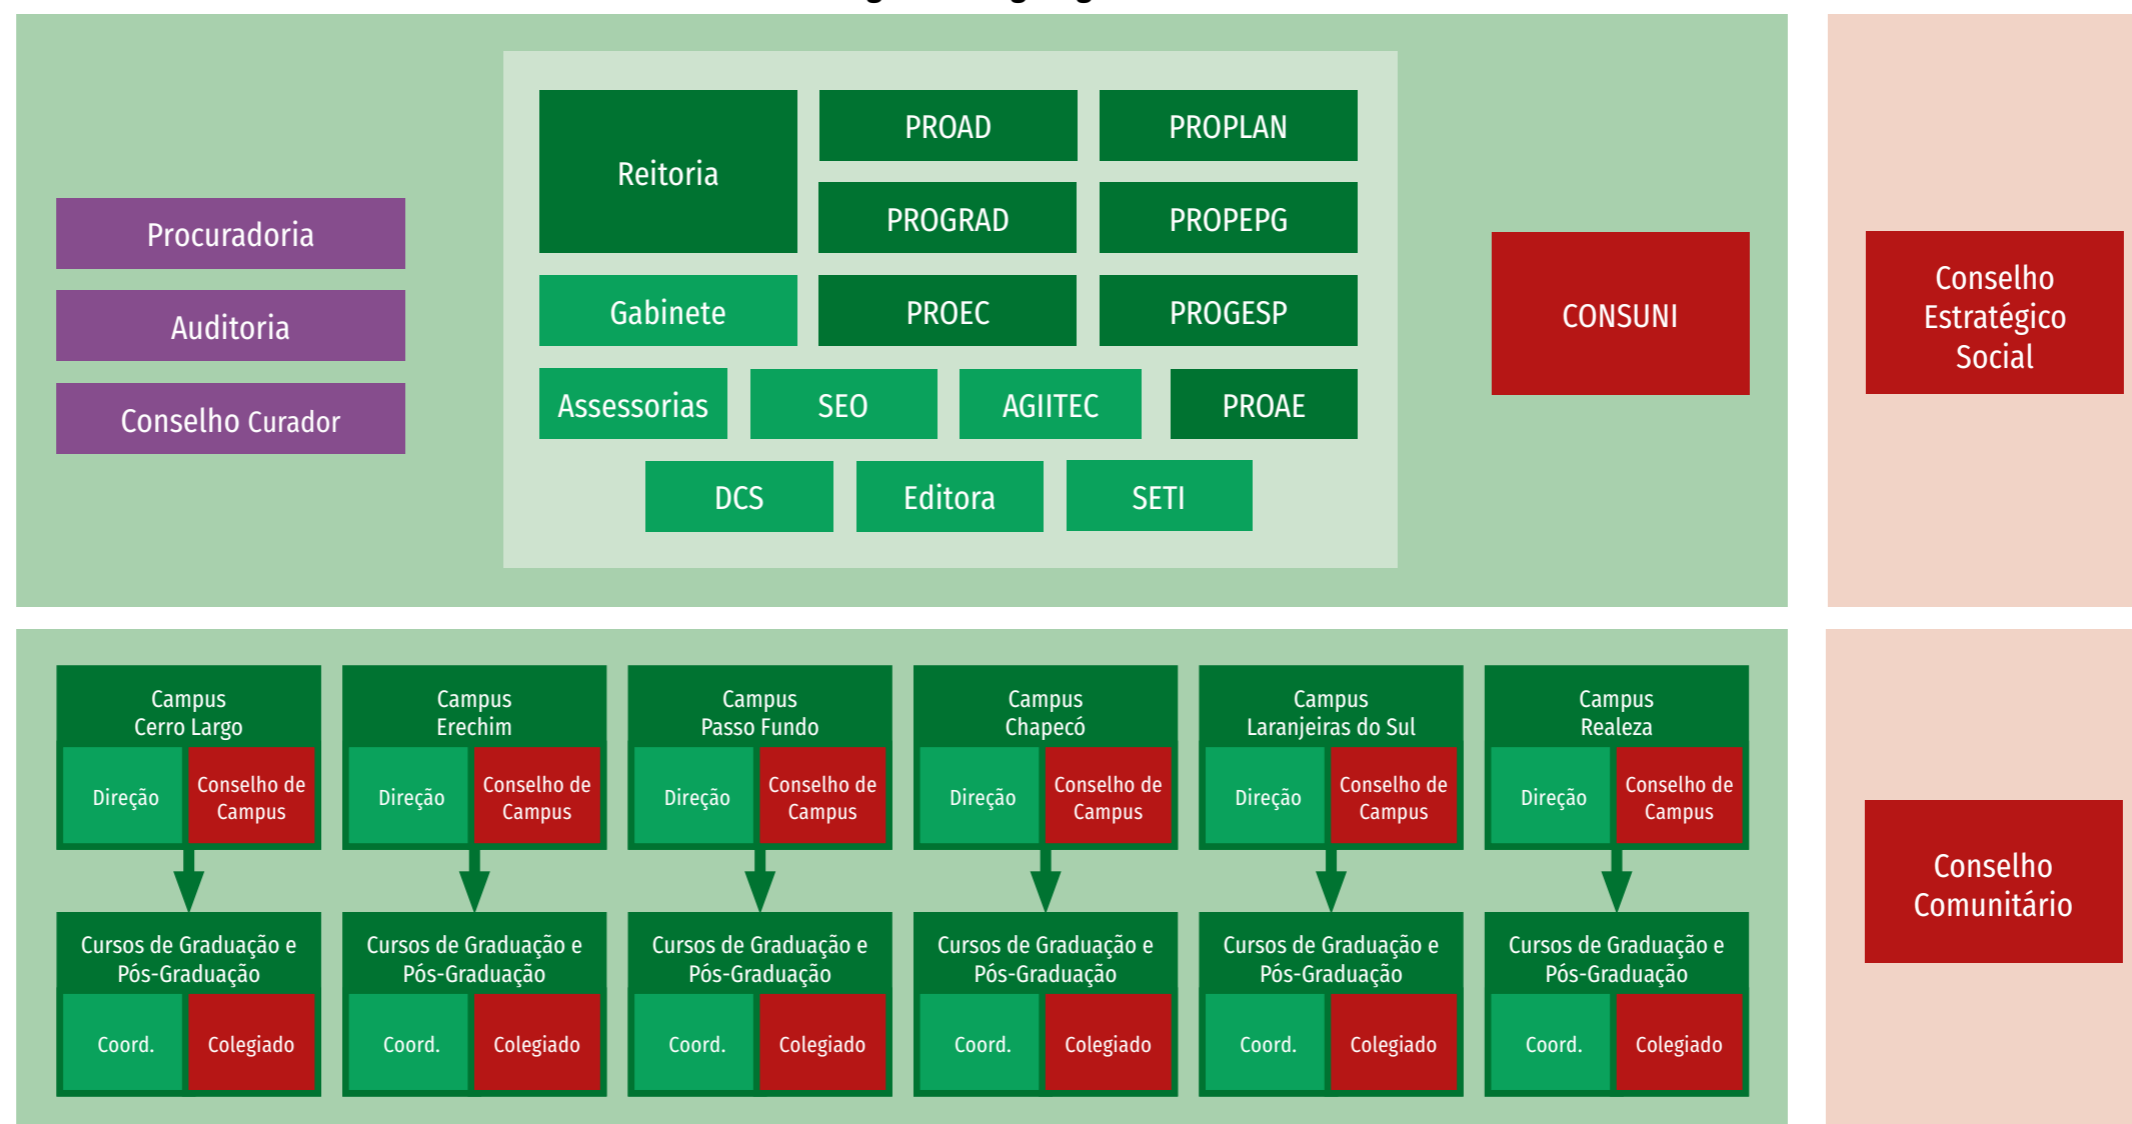 Reitoria
PROAD
PROPLAN
PROGRAD
PROPEPG
Procuradoria
Auditoria
Conselho Curador
Gabinete
PROEC
PROGESP
Assessorias
SEO
AGIITEC
PROAE
DCS
Editora
SETI
CONSUNI
Conselho
Estratégico
Social
Campus
Cerro Largo
Direção
Conselho de
Campus
Campus
Erechim
Direção
Conselho de
Campus
Campus
Passo Fundo
Direção
Conselho de
Campus
Campus
Chapecó
Direção
Conselho de
Campus
Campus
Laranjeiras do Sul
Direção
Conselho de
Campus
Campus
Realeza
Direção
Conselho de
Campus
Cursos de Graduação e
Pós-Graduação
Coord.
Colegiado
Cursos de Graduação e
Pós-Graduação
Coord.
Colegiado
Cursos de Graduação e
Pós-Graduação
Coord.
Colegiado
Cursos de Graduação e
Pós-Graduação
Coord.
Colegiado
Cursos de Graduação e
Pós-Graduação
Coord.
Colegiado
Cursos de Graduação e
Pós-Graduação
Coord.
Colegiado
Conselho
Comunitário